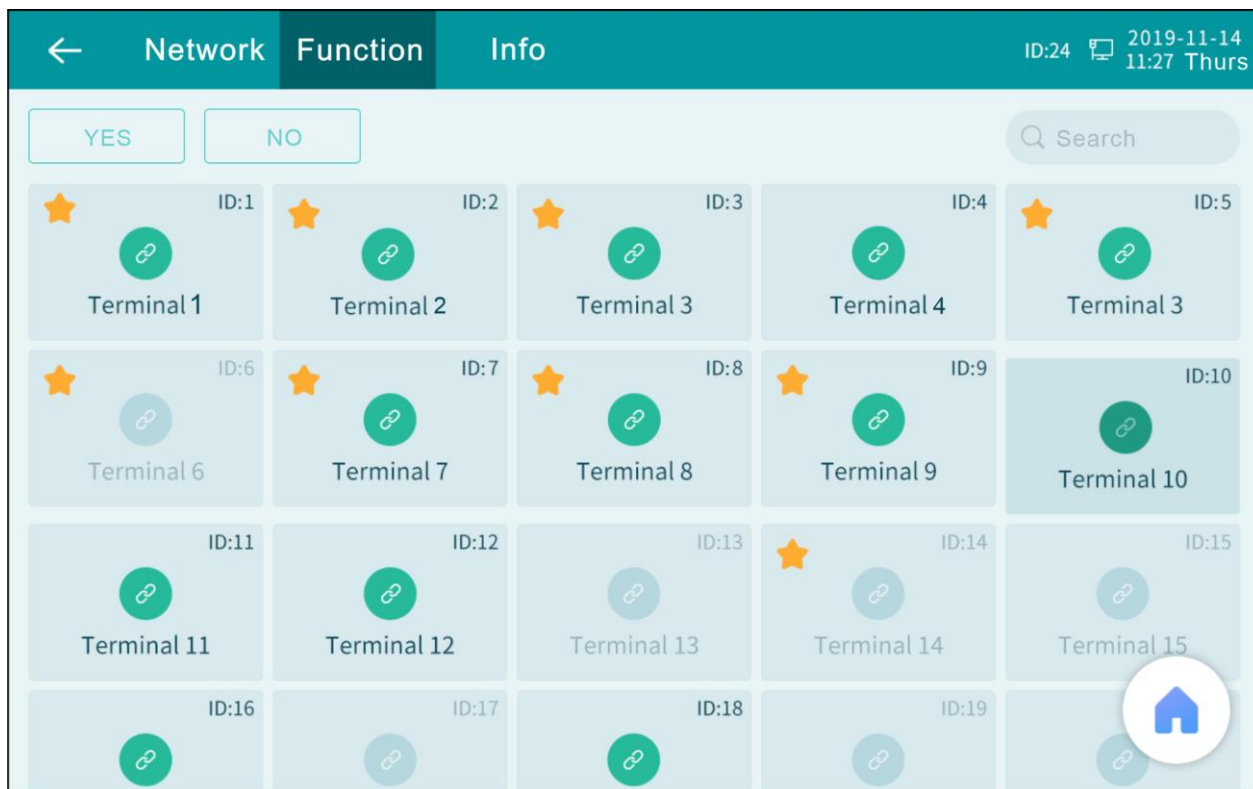 Network Function Info ID:24 2019-11-14
11:27 Thurs
YES NO Search
ID:1 ID:2 ID:3 ID:4 ID:5
Terminal 1 Terminal 2 Terminal 3 Terminal 4 Terminal 3
ID:6 ID:7 ID:8 ID:9 ID:10
Terminal 6 Terminal 7 Terminal 8 Terminal 9 Terminal 10
ID:11 ID:12 ID:13 ID:14 ID:15
Terminal 11 Terminal 12 Terminal 13 Terminal 14 Terminal 15
ID:16 ID:17 ID:18 ID:19